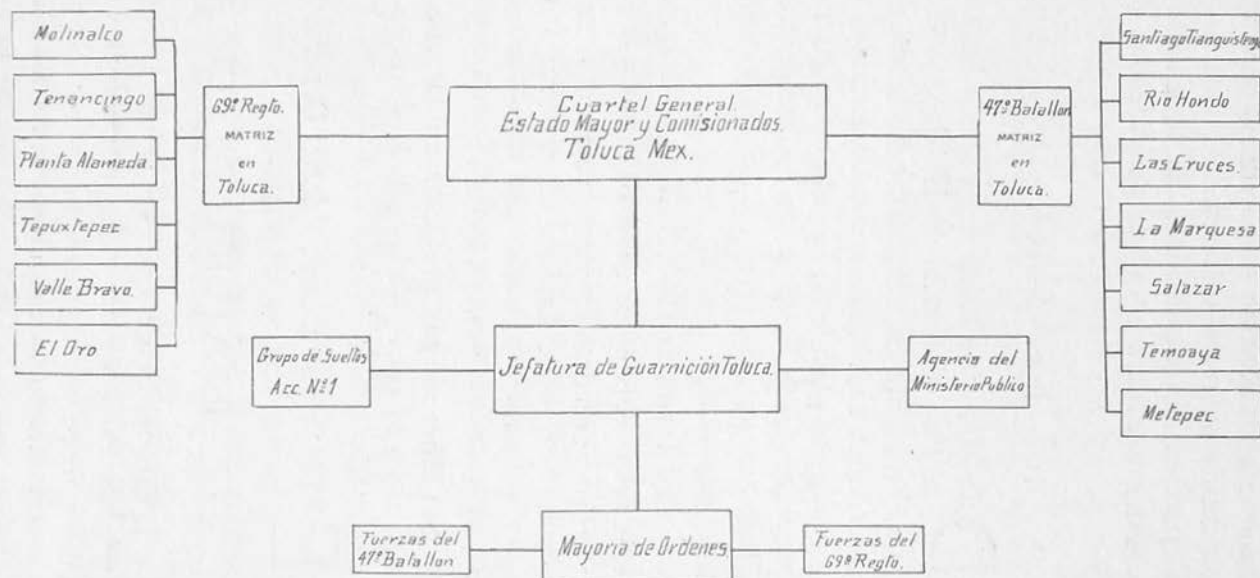 Molinalco
Tenancingo
Planta Alameda.
Tepuxtepec
Valle Bravo.
El Oro
69º Regto.
MATRIZ
en
Toluca.
Cuartel General.
Estado Mayor y Comisionados.
Toluca Mex.
47º Batallon
MATRIZ
en
Toluca.
Santiago Tianguistenco
Rio Hondo
Las Cruces.
La Marquesa
Salazar
Temoaya
Metepec
Grupo de Sueltos
Acc. Nº 1
Jefatura de Guarnición Toluca.
Agencia del
Ministerio Publico
Fuerzas del
47º Batallon
Mayoria de Ordenes
Fuerzas del
69º Regto.